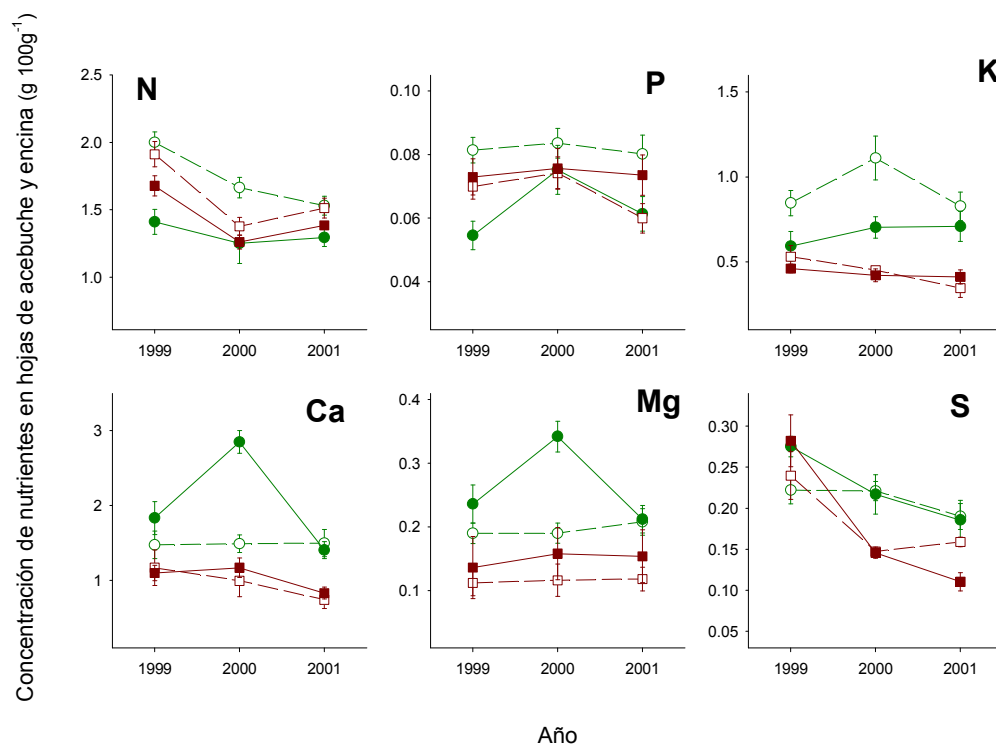 Concentración de nutrientes en hojas de acebuche y encina (g 100g-1)
N
2.5
2.0
1.5
1.0
1999 2000 2001
P
0.10
0.08
0.06
0.04
1999 2000 2001
K
1.5
1.0
0.5
1999 2000 2001
Ca
3
2
1
1999 2000 2001
Mg
0.4
0.3
0.2
0.1
1999 2000 2001
S
0.30
0.25
0.20
0.15
0.10
0.05
1999 2000 2001
Año